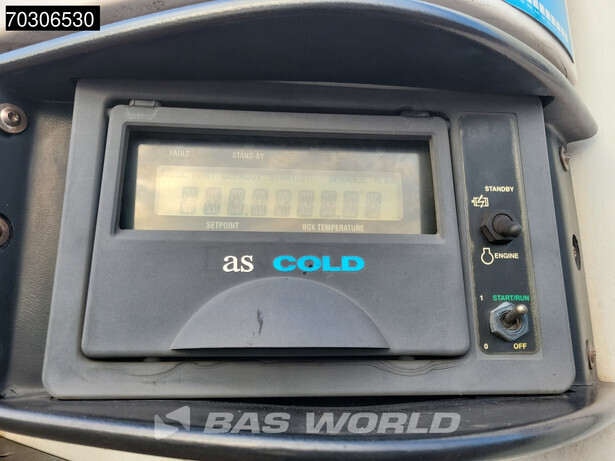 70306530
FAULT STAND-BY
SETPOINT BOX TEMPERATURE
as COLD
STANDBY
ENGINE
1 START/RUN
0 OFF
BAS WORLD